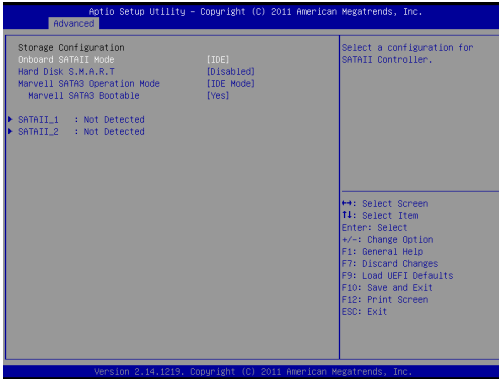 Aptio Setup Utility – Copyright (C) 2011 American Megatrends, Inc.
Advanced
Storage Configuration
Onboard SATAII Mode [IDE]
Hard Disk S.M.A.R.T [Disabled]
Marvell SATA3 Operation Mode [IDE Mode]
Marvell SATA3 Bootable [Yes]
SATAII_1 : Not Detected
SATAII_2 : Not Detected
Select a configuration for
SATAII Controller.
↔: Select Screen
↑↓: Select Item
Enter: Select
+/-: Change Option
F1: General Help
F7: Discard Changes
F9: Load UEFI Defaults
F10: Save and Exit
F12: Print Screen
ESC: Exit
Version 2.14.1219. Copyright (C) 2011 American Megatrends, Inc.